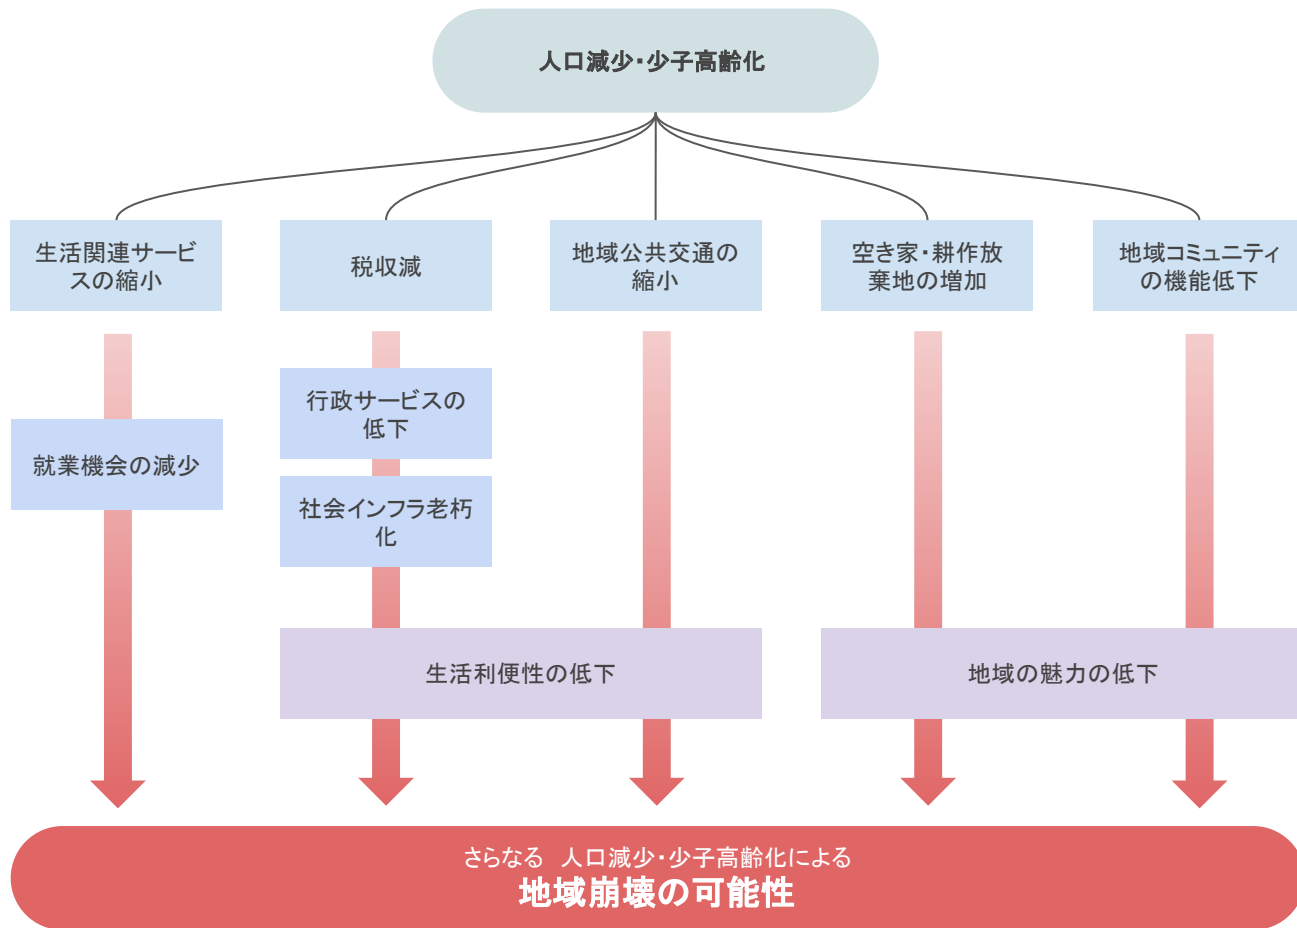 人口減少・少子高齢化
生活関連サービ
スの縮小
税収減
地域公共交通の
縮小
空き家・耕作放
棄地の増加
地域コミュニティ
の機能低下
就業機会の減少
行政サービスの
低下
社会インフラ老朽
化
生活利便性の低下
地域の魅力の低下
さらなる　人口減少・少子高齢化による
地域崩壊の可能性